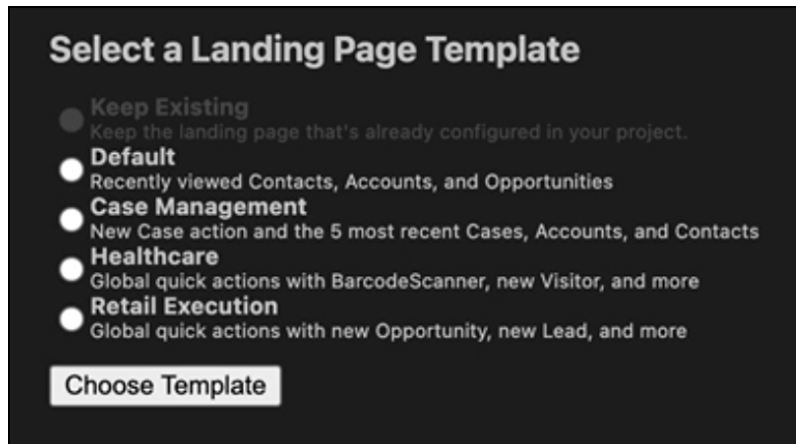 Select a Landing Page Template
Keep Existing
Keep the landing page that's already configured in your project.
Default
Recently viewed Contacts, Accounts, and Opportunities
Case Management
New Case action and the 5 most recent Cases, Accounts, and Contacts
Healthcare
Global quick actions with BarcodeScanner, new Visitor, and more
Retail Execution
Global quick actions with new Opportunity, new Lead, and more
Choose Template